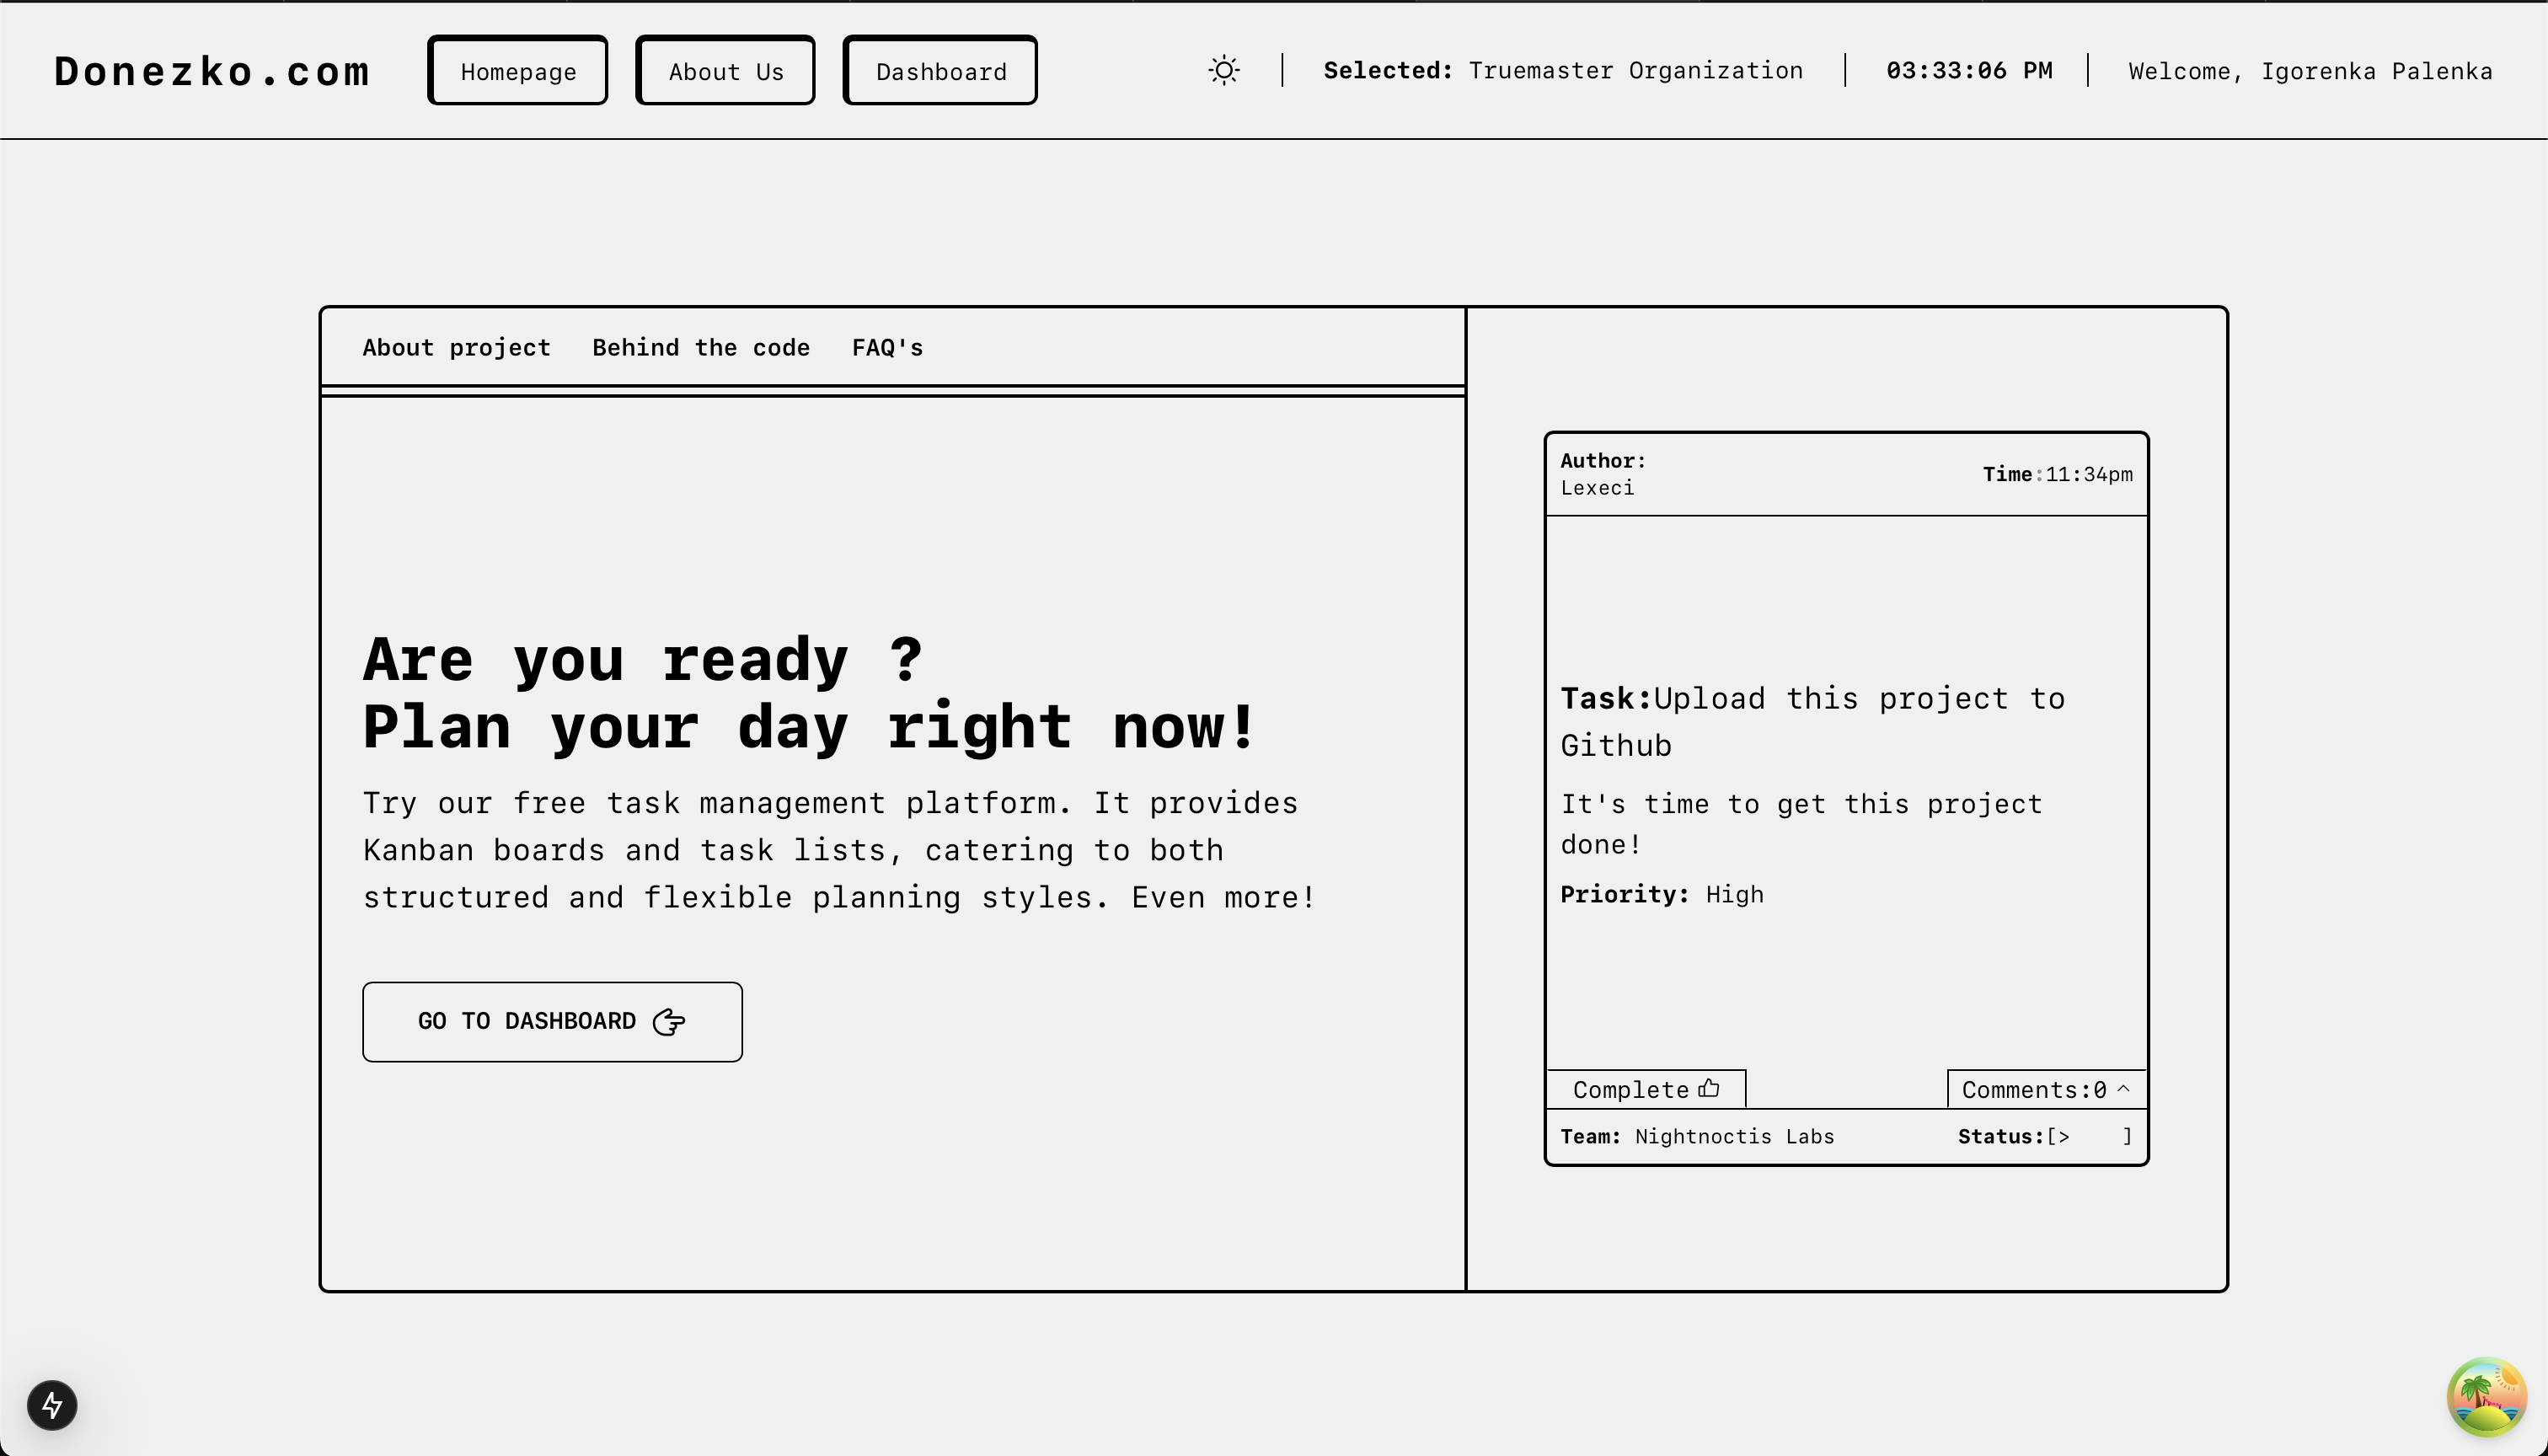 Donezko.com
Homepage
About Us
Dashboard
Selected: Truemaster Organization
03:33:06 PM
Welcome, Igorenka Palenka
About project
Behind the code
FAQ's
Are you ready ?
Plan your day right now!
Try our free task management platform. It provides
Kanban boards and task lists, catering to both
structured and flexible planning styles. Even more!
GO TO DASHBOARD
Author:
Lexeci
Time:11:34pm
Task:Upload this project to
Github
It's time to get this project
done!
Priority: High
Complete
Comments:0
Team: Nightnoctis Labs
Status:[>    ]